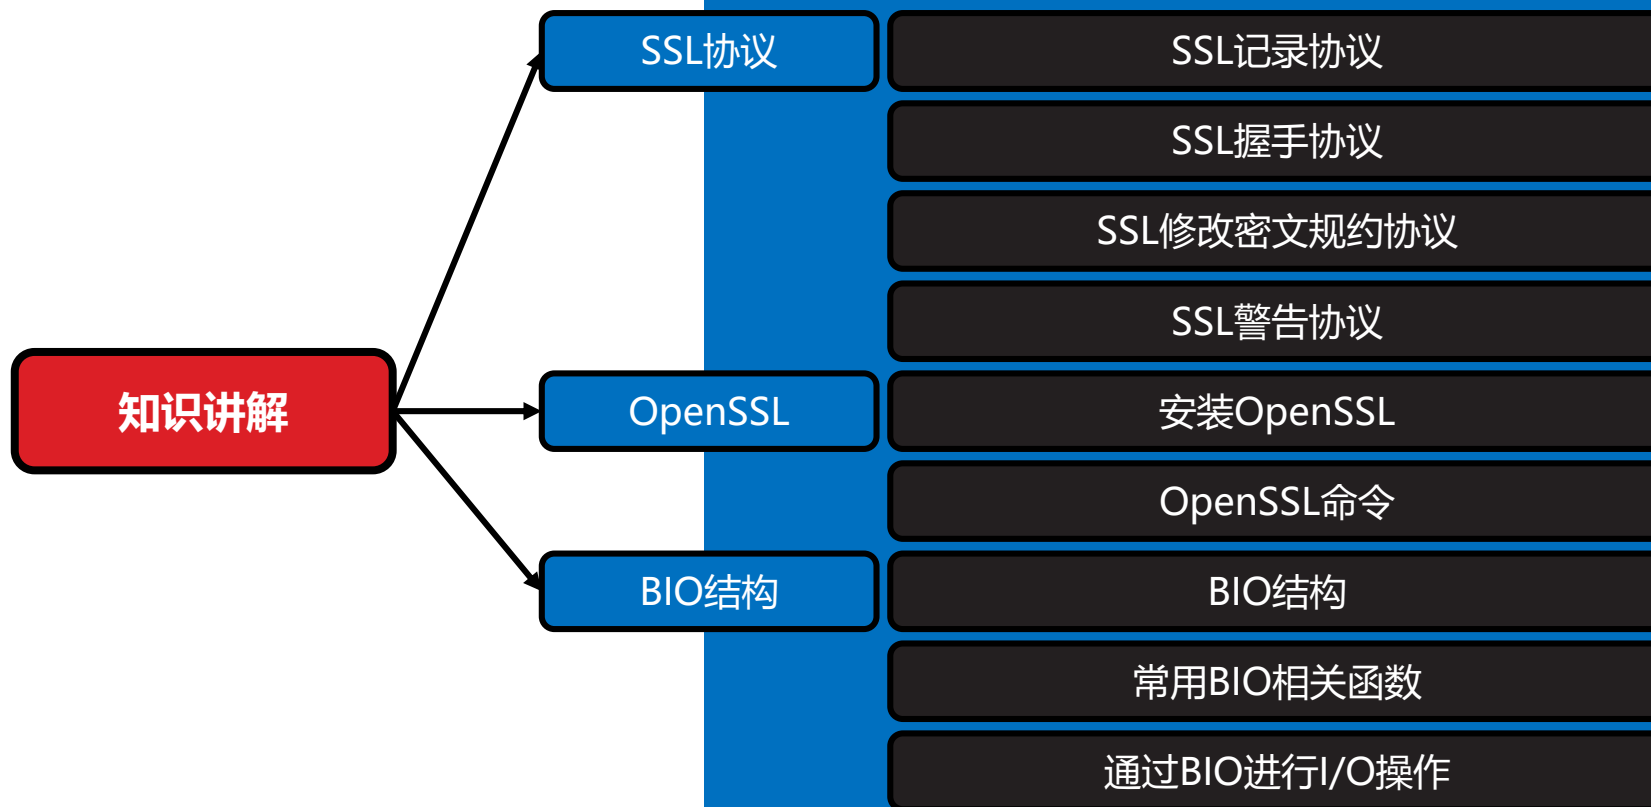 SSL协议
SSL记录协议
SSL握手协议
SSL修改密文规约协议
SSL警告协议
知识讲解
OpenSSL
安装OpenSSL
OpenSSL命令
BIO结构
BIO结构
常用BIO相关函数
通过BIO进行I/O操作